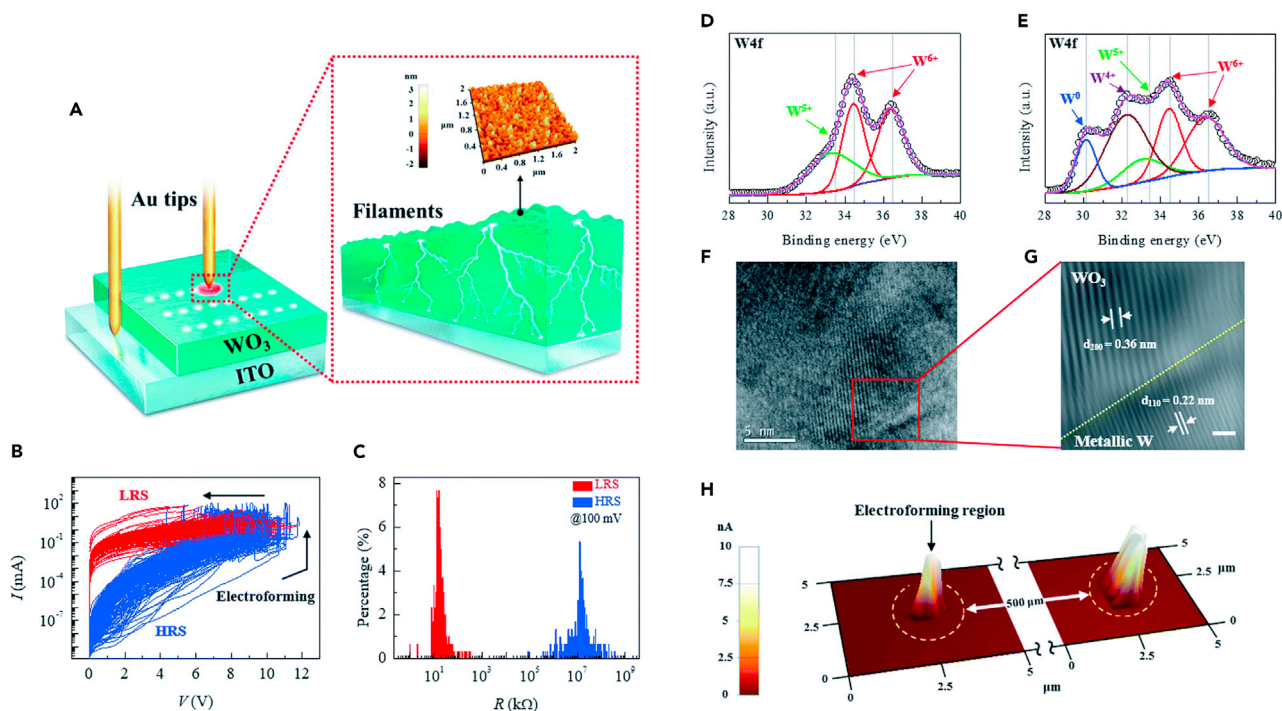 A
Au tips
WO3
ITO
Filaments
nm
3
2
1
0
-1
-2
2
1.6
1.2
μm
0.8
0.4
0 0.4 0.8 1.2 1.6 2
μm
B
LRS
HRS
Electroforming
I (mA)
10²
10⁻¹
10⁻⁴
10⁻⁷
0 2 4 6 8 10 12
V (V)
C
LRS
HRS
@100 mV
Percentage (%)
8
6
4
2
0
10¹ 10³ 10⁵ 10⁷ 10⁹
R (kΩ)
D
W4f
W⁵⁺
W⁶⁺
Intensity (a.u.)
28 30 32 34 36 38 40
Binding energy (eV)
E
W4f
W⁰
W⁴⁺
W⁵⁺
W⁶⁺
Intensity (a.u.)
28 30 32 34 36 38 40
Binding energy (eV)
F
5 nm
G
WO3
d200 = 0.36 nm
d110 = 0.22 nm
Metallic W
H
nA
10
7.5
5.0
2.5
0
Electroforming region
500 μm
5
2.5
0
0
2.5
5
μm
0
2.5
5
5
μm
2.5
0